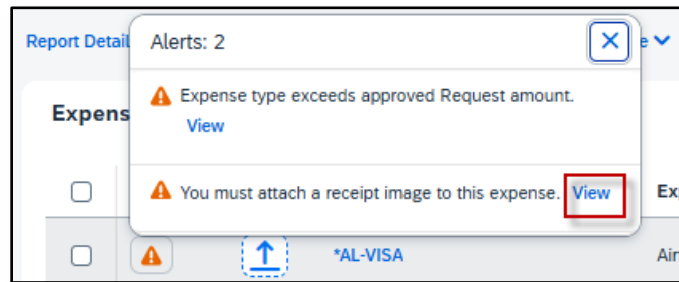 Report Detail
Alerts: 2
e
Expense type exceeds approved Request amount.
View
Expens
You must attach a receipt image to this expense. View
Ex
*AL-VISA
Air